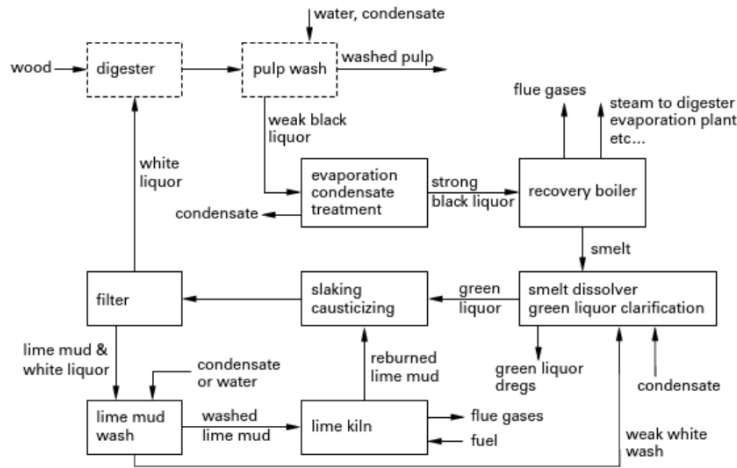 water, condensate
wood
digester
pulp wash
washed pulp
flue gases
steam to digester
evaporation plant
etc...
weak black
liquor
white
liquor
evaporation
condensate
treatment
strong
black liquor
recovery boiler
condensate
smelt
filter
slaking
causticizing
green
liquor
smelt dissolver
green liquor clarification
lime mud &
white liquor
condensate
or water
reburned
lime mud
green liquor
dregs
condensate
lime mud
wash
washed
lime mud
lime kiln
flue gases
fuel
weak white
wash